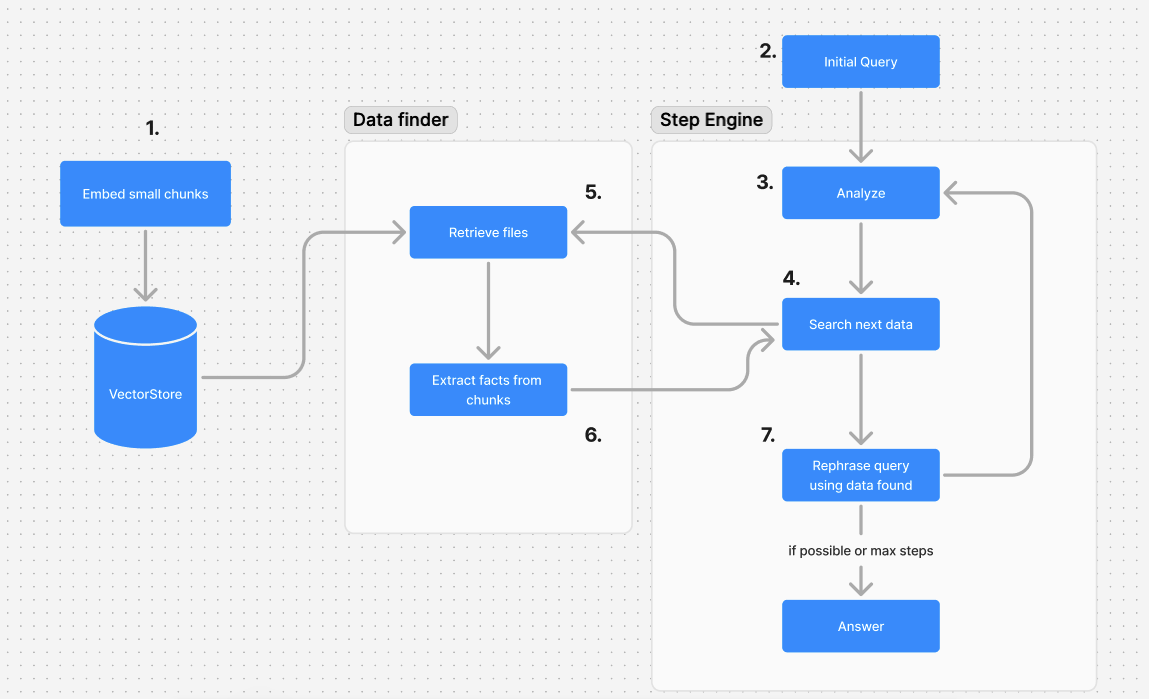 1.
Embed small chunks
VectorStore
Data finder
5.
Retrieve files
Extract facts from
chunks
6.
2.
Initial Query
Step Engine
3.
Analyze
4.
Search next data
7.
Rephrase query
using data found
if possible or max steps
Answer